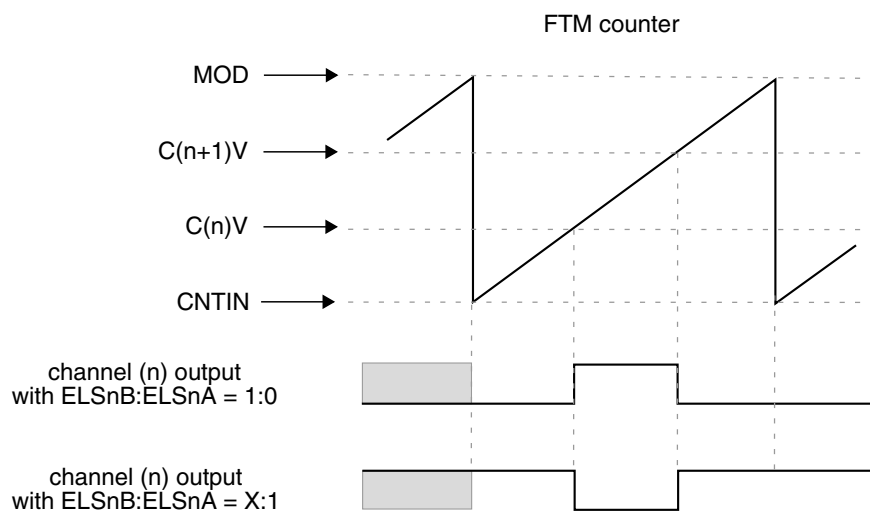 FTM counter
MOD
C(n+1)V
C(n)V
CNTIN
channel (n) output
with ELSnB:ELSnA = 1:0
channel (n) output
with ELSnB:ELSnA = X:1